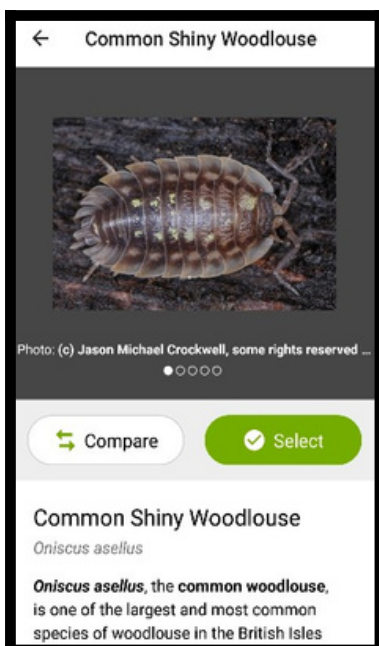 Common Shiny Woodlouse
Photo: (c) Jason Michael Crockwell, some rights reserved ...
Compare
Select
Common Shiny Woodlouse
Oniscus asellus
Oniscus asellus, the common woodlouse,
is one of the largest and most common
species of woodlouse in the British Isles